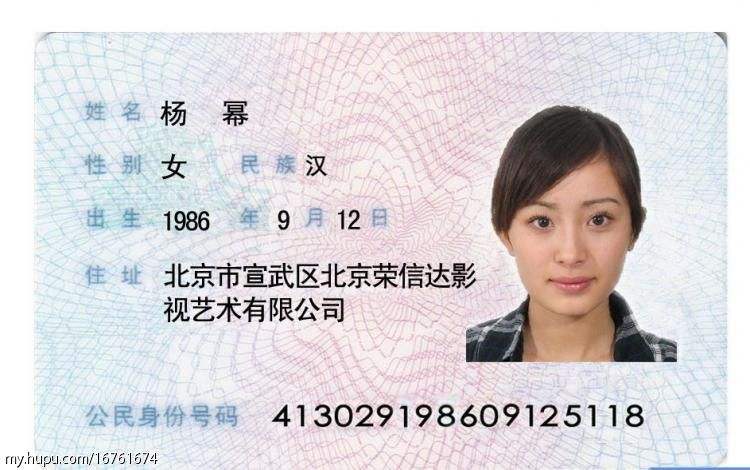 姓 名 杨 幂
性 别 女 民 族 汉
出 生 1986 年 9 月 12 日
住 址 北京市宣武区北京荣信达影
视艺术有限公司
公民身份号码 413029198609125118
my.hupu.com/16761674